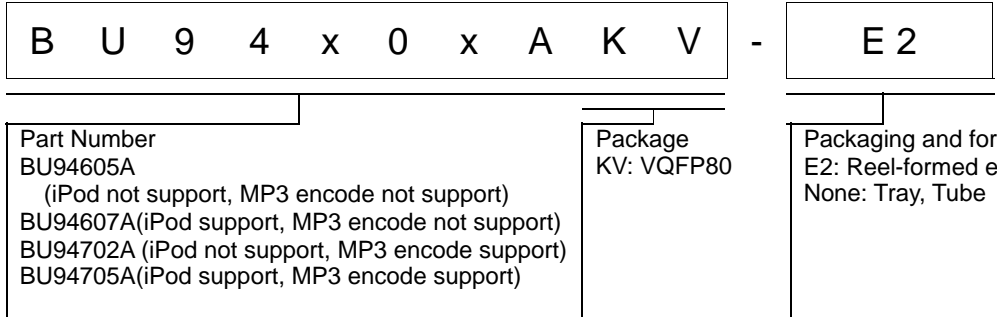 B U 9 4 x 0 x A K V - E 2
Part Number
BU94605A
(iPod not support, MP3 encode not support)
BU94607A(iPod support, MP3 encode not support)
BU94702A (iPod not support, MP3 encode support)
BU94705A(iPod support, MP3 encode support)
Package
KV: VQFP80
Packaging and for
E2: Reel-formed e
None: Tray, Tube